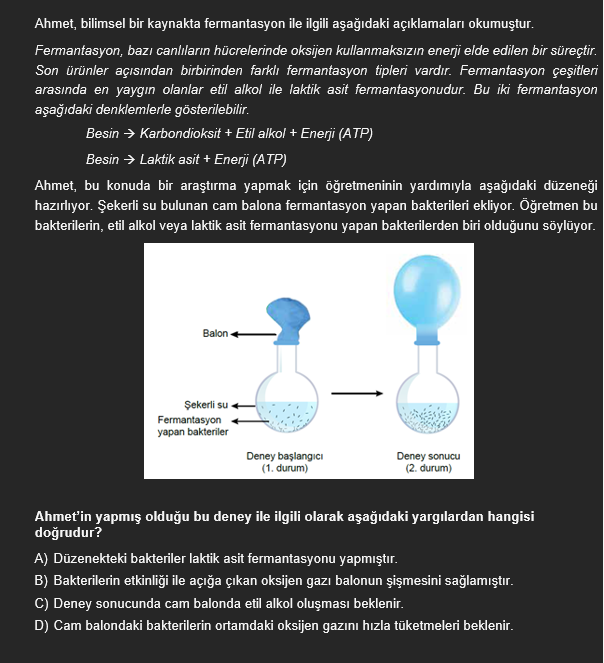 Ahmet, bilimsel bir kaynakta fermantasyon ile ilgili aşağıdaki açıklamaları okumuştur.
Fermantasyon, bazı canlıların hücrelerinde oksijen kullanmaksızın enerji elde edilen bir süreçtir.
Son ürünler açısından birbirinden farklı fermantasyon tipleri vardır. Fermantasyon çeşitleri
arasında en yaygın olanlar etil alkol ile laktik asit fermantasyonudur. Bu iki fermantasyon
aşağıdaki denklemlerle gösterilebilir.
Besin → Karbondioksit + Etil alkol + Enerji (ATP)
Besin → Laktik asit + Enerji (ATP)
Ahmet, bu konuda bir araştırma yapmak için öğretmeninin yardımıyla aşağıdaki düzeneği
hazırlıyor. Şekerli su bulunan cam balona fermantasyon yapan bakterileri ekliyor. Öğretmen bu
bakterilerin, etil alkol veya laktik asit fermantasyonu yapan bakterilerden biri olduğunu söylüyor.
Balon
Şekerli su
Fermantasyon
yapan bakteriler
Deney başlangıcı
(1. durum)
Deney sonucu
(2. durum)
Ahmet'in yapmış olduğu bu deney ile ilgili olarak aşağıdaki yargılardan hangisi
doğrudur?
A) Düzenekteki bakteriler laktik asit fermantasyonu yapmıştır.
B) Bakterilerin etkinliği ile açığa çıkan oksijen gazı balonun şişmesini sağlamıştır.
C) Deney sonucunda cam balonda etil alkol oluşması beklenir.
D) Cam balondaki bakterilerin ortamdaki oksijen gazını hızla tüketmeleri beklenir.